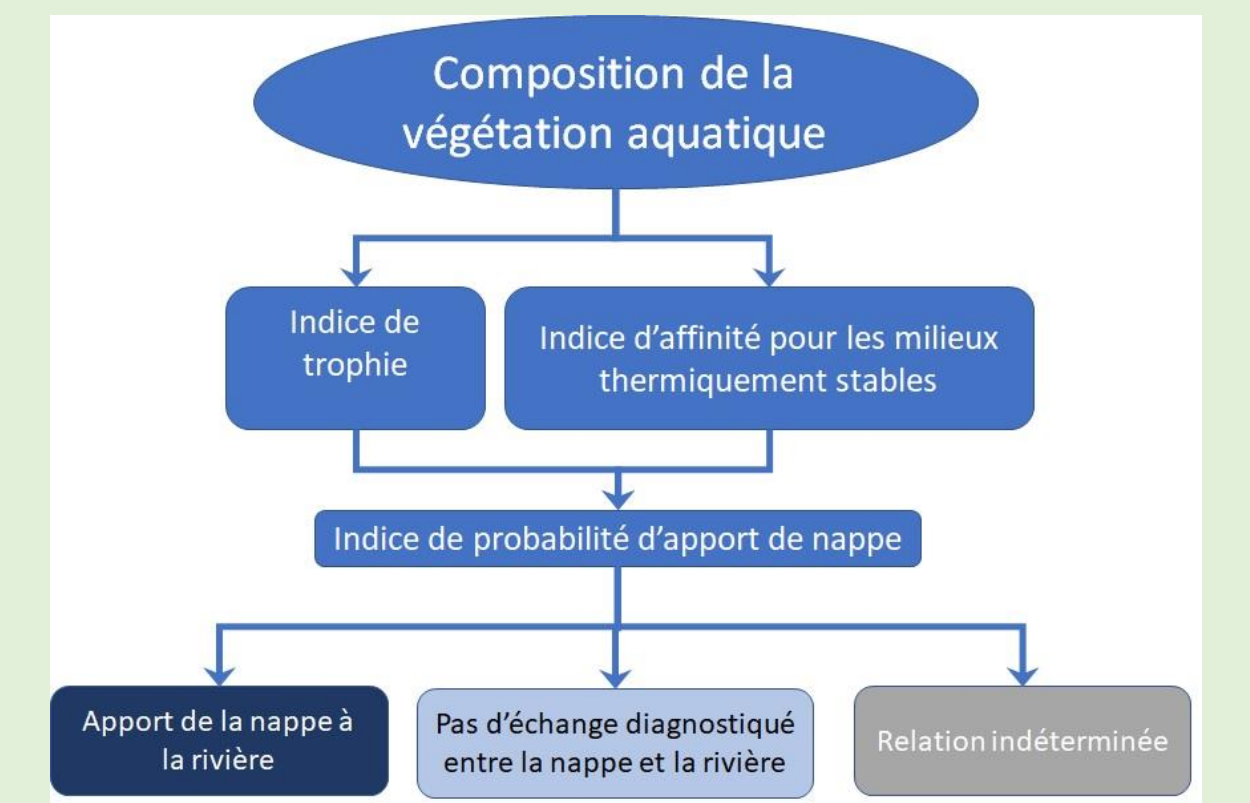 Composition de la
végétation aquatique
Indice de
trophie
Indice d’affinité pour les milieux
thermiquement stables
Indice de probabilité d’apport de nappe
Apport de la nappe à
la rivière
Pas d’échange diagnostiqué
entre la nappe et la rivière
Relation indéterminée